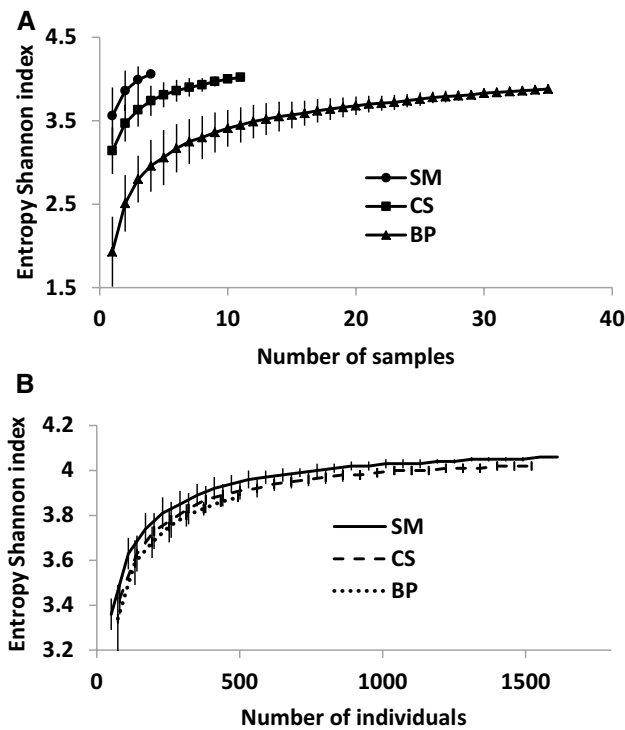 A
Entropy Shannon index
4.5
3.5
2.5
1.5
SM
CS
BP
0
10
20
30
40
Number of samples
B
Entropy Shannon index
4.2
4
3.8
3.6
3.4
3.2
SM
CS
BP
0
500
1000
1500
Number of individuals